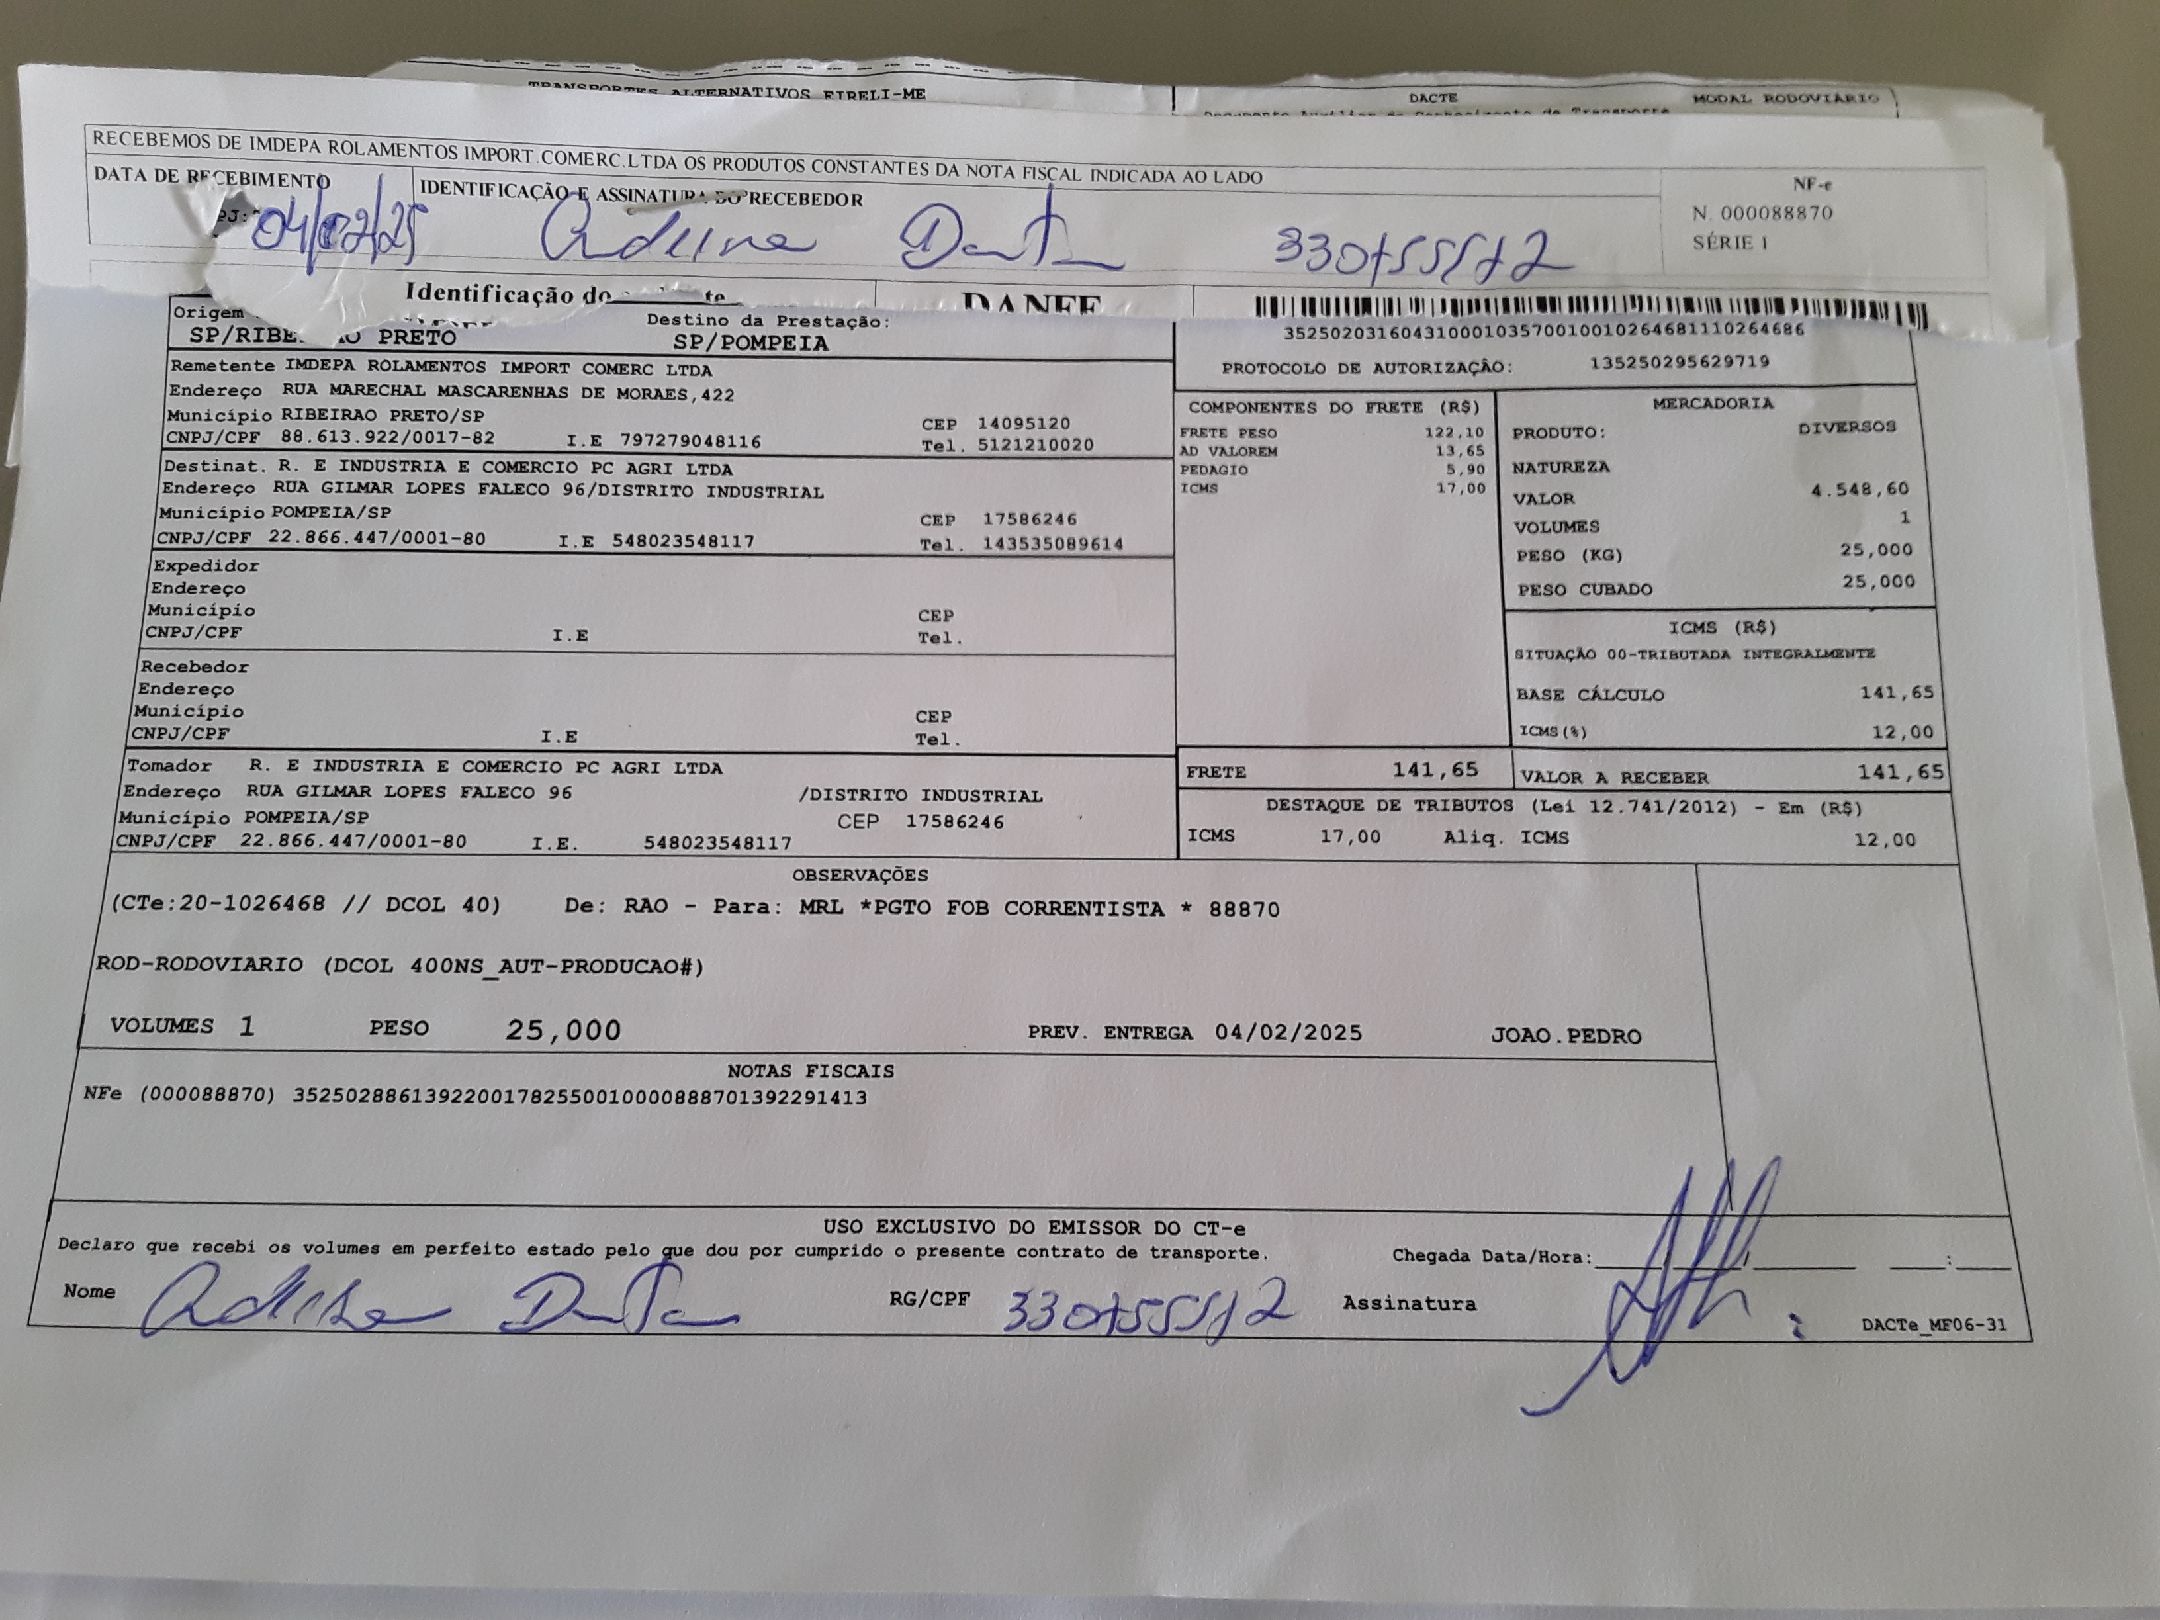 TRANSPORTES ALTERNATIVOS EIRELI-ME
DACTE MODAL RODOVIÁRIO
Documento Auxiliar do Conhecimento de Transporte
RECEBEMOS DE IMDEPA ROLAMENTOS IMPORT.COMERC.LTDA OS PRODUTOS CONSTANTES DA NOTA FISCAL INDICADA AO LADO
DATA DE RECEBIMENTO
IDENTIFICAÇÃO E ASSINATURA DO RECEBEDOR
04/02/25
NF-e
N. 000088870
SÉRIE 1
Identificação do
DANFE
Origem
SP/RIBE O PRETO
Destino da Prestação:
SP/POMPEIA
35250203160431000103570010010264681110264686
PROTOCOLO DE AUTORIZAÇÃO: 135250295629719
Remetente IMDEPA ROLAMENTOS IMPORT COMERC LTDA
Endereço RUA MARECHAL MASCARENHAS DE MORAES,422
Município RIBEIRAO PRETO/SP CEP 14095120
CNPJ/CPF 88.613.922/0017-82 I.E 797279048116 Tel. 5121210020
Destinat. R. E INDUSTRIA E COMERCIO PC AGRI LTDA
Endereço RUA GILMAR LOPES FALECO 96/DISTRITO INDUSTRIAL
Município POMPEIA/SP CEP 17586246
CNPJ/CPF 22.866.447/0001-80 I.E 548023548117 Tel. 143535089614
Expedidor
Endereço
Município CEP
CNPJ/CPF I.E Tel.
Recebedor
Endereço
Município CEP
CNPJ/CPF I.E Tel.
Tomador R. E INDUSTRIA E COMERCIO PC AGRI LTDA
Endereço RUA GILMAR LOPES FALECO 96 /DISTRITO INDUSTRIAL
Município POMPEIA/SP CEP 17586246
CNPJ/CPF 22.866.447/0001-80 I.E. 548023548117
COMPONENTES DO FRETE (R$)
FRETE PESO 122,10
AD VALOREM 13,65
PEDAGIO 5,90
ICMS 17,00
MERCADORIA
PRODUTO: DIVERSOS
NATUREZA
VALOR 4.548,60
VOLUMES 1
PESO (KG) 25,000
PESO CUBADO 25,000
ICMS (R$)
SITUAÇÃO 00-TRIBUTADA INTEGRALMENTE
BASE CÁLCULO 141,65
ICMS(%) 12,00
FRETE 141,65
VALOR A RECEBER 141,65
DESTAQUE DE TRIBUTOS (Lei 12.741/2012) - Em (R$)
ICMS 17,00 Aliq. ICMS 12,00
OBSERVAÇÕES
(CTe:20-1026468 // DCOL 40) De: RAO - Para: MRL *PGTO FOB CORRENTISTA * 88870
ROD-RODOVIARIO (DCOL 400NS_AUT-PRODUCAO#)
VOLUMES 1 PESO 25,000 PREV. ENTREGA 04/02/2025 JOAO.PEDRO
NOTAS FISCAIS
NFe (000088870) 35250288613922001782550010000888701392291413
USO EXCLUSIVO DO EMISSOR DO CT-e
Declaro que recebi os volumes em perfeito estado pelo que dou por cumprido o presente contrato de transporte.
Chegada Data/Hora:
Nome RG/CPF Assinatura
DACTe_MF06-31